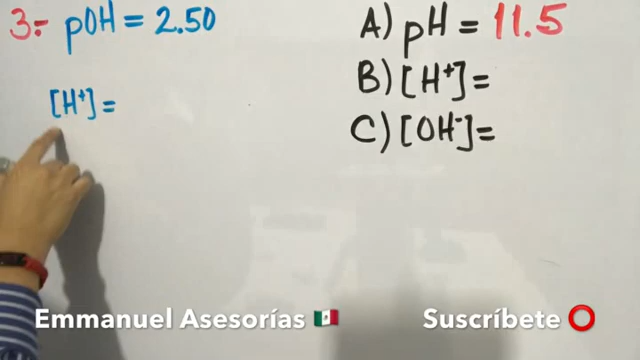 3.- pOH = 2.50
[H⁺] =
A) pH = 11.5
B) [H⁺] =
C) [OH⁻] =
Emmanuel Asesorías 🇲🇽
Suscríbete ⭕